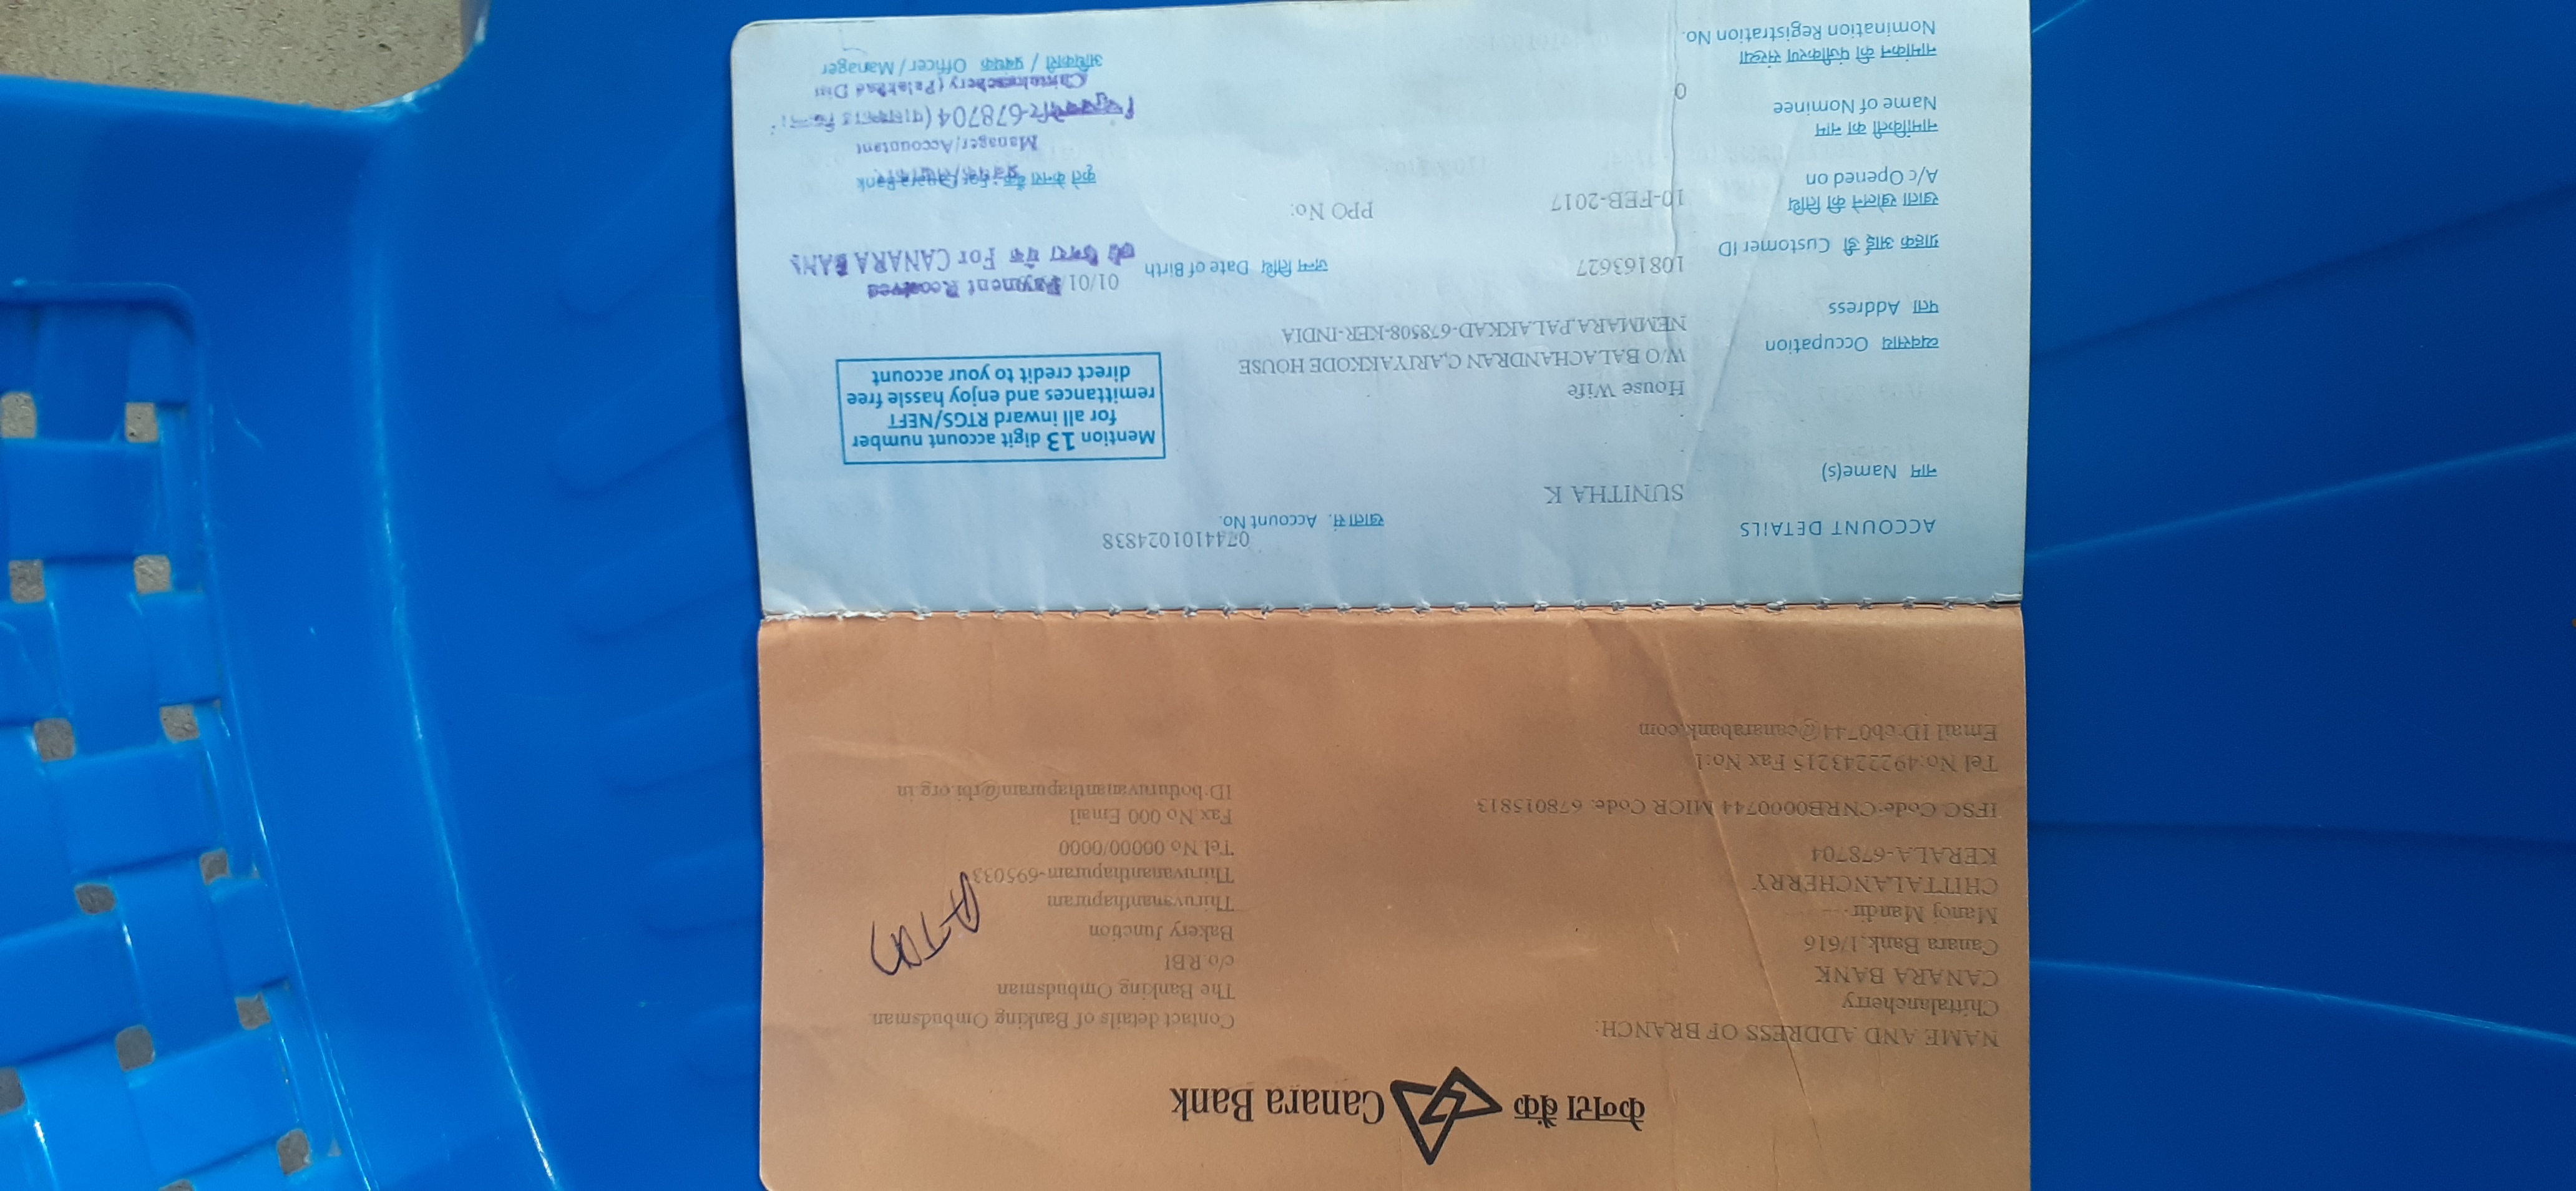 केनरा बैंक Canara Bank
NAME AND ADDRESS OF BRANCH:
Chittalancherry
CANARA BANK
Canara Bank,1/616
Manoj Mandir
CHITTALANCHERRY
KERALA-678704
IFSC Code:CNRB0000744 MICR Code. 678015813
Tel No:4922243215 Fax No:1
Email ID:cb0744@canarabank.com
Contact details of Banking Ombudsman
The Banking Ombudsman
c/o.RBI
Bakery Junction
Thiruvananthapuram
Thiruvananthapuram-695033
Tel No 00000/0000
Fax No 000 Email
ID:bothiruvananthapuram@rbi.org.in
ACCOUNT DETAILS
खाता सं. Account No. 0744101024838
नाम Name(s) SUNITHA K
Mention 13 digit account number
for all inward RTGS/NEFT
remittances and enjoy hassle free
direct credit to your account
व्यवसाय Occupation House Wife
पता Address W/O BALACHANDRAN C,ARIYAKKODE HOUSE
NEMMARA,PALAKKAD-678508-KER-INDIA
ग्राहक आई डी Customer ID 108163627
जन्म तिथि Date of Birth 01/01
Payment Received
For CANARA BANK
खाता खोलने की तिथि
A/c Opened on 10-FEB-2017
PPO No:
कृते केनरा बैंक Bank
Manager/Accountant
नामांकिती का नाम
Name of Nominee 0
678704
(Palakkad Dist
अधिकारी / प्रबंधक Officer / Manager
नामांकन की पंजीकरण संख्या
Nomination Registration No.